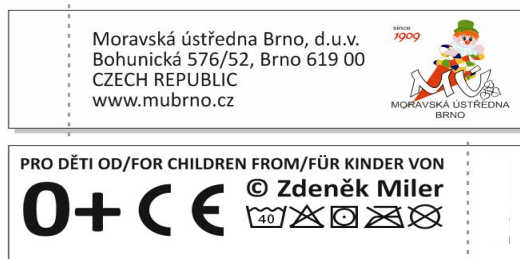 Moravská ústředna Brno, d.u.v.
Bohunická 576/52, Brno 619 00
CZECH REPUBLIC
www.mubrno.cz
since
1909
MU
MORAVSKÁ ÚSTŘEDNA
BRNO
PRO DĚTI OD/FOR CHILDREN FROM/FÜR KINDER VON
0+ CE
© Zdeněk Miler
40